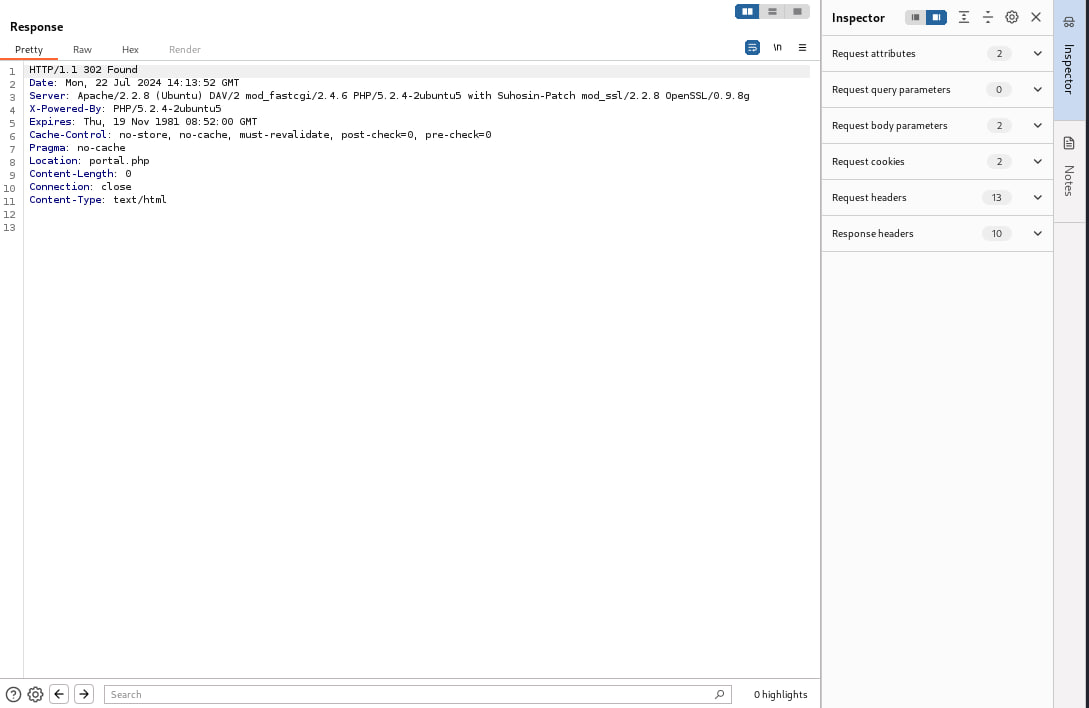 Response
Pretty Raw Hex Render
\n
1 HTTP/1.1 302 Found
2 Date: Mon, 22 Jul 2024 14:13:52 GMT
3 Server: Apache/2.2.8 (Ubuntu) DAV/2 mod_fastcgi/2.4.6 PHP/5.2.4-2ubuntu5 with Suhosin-Patch mod_ssl/2.2.8 OpenSSL/0.9.8g
4 X-Powered-By: PHP/5.2.4-2ubuntu5
5 Expires: Thu, 19 Nov 1981 08:52:00 GMT
6 Cache-Control: no-store, no-cache, must-revalidate, post-check=0, pre-check=0
7 Pragma: no-cache
8 Location: portal.php
9 Content-Length: 0
10 Connection: close
11 Content-Type: text/html
12
13
Search
0 highlights
Inspector
Request attributes 2
Request query parameters 0
Request body parameters 2
Request cookies 2
Request headers 13
Response headers 10
Inspector
Notes